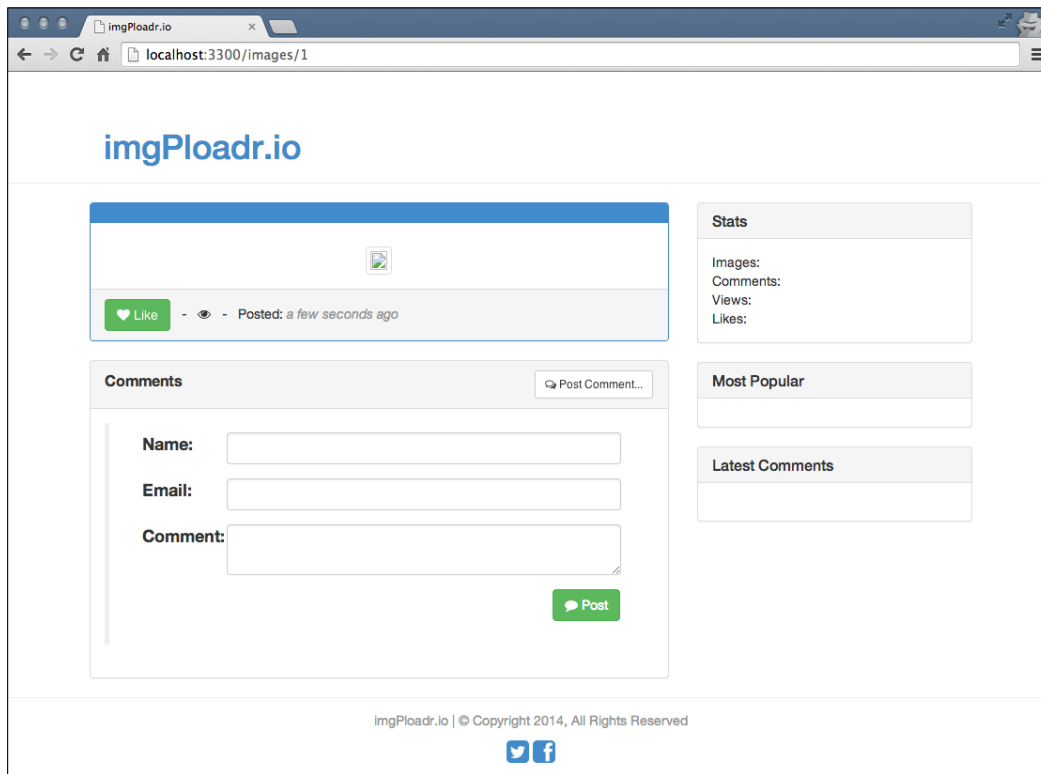 imgPloadr.io
localhost:3300/images/1
imgPloadr.io
Like - - Posted: a few seconds ago
Comments
Post Comment...
Name:
Email:
Comment:
Post
Stats
Images:
Comments:
Views:
Likes:
Most Popular
Latest Comments
imgPloadr.io | © Copyright 2014, All Rights Reserved